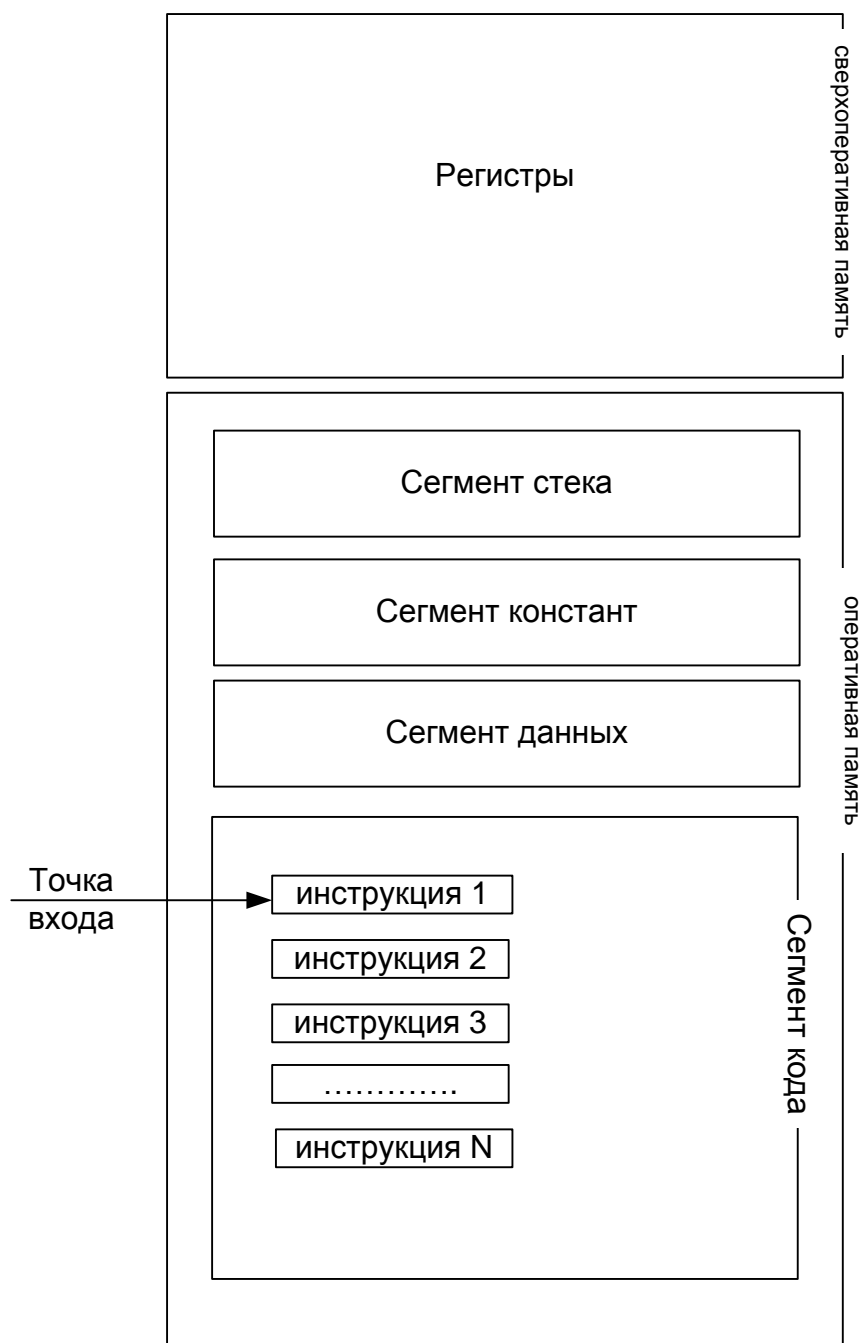 сверхоперативная память
Регистры
Сегмент стека
Сегмент констант
Сегмент данных
оперативная память
Точка
входа
инструкция 1
инструкция 2
инструкция 3
………….
инструкция N
Сегмент кода